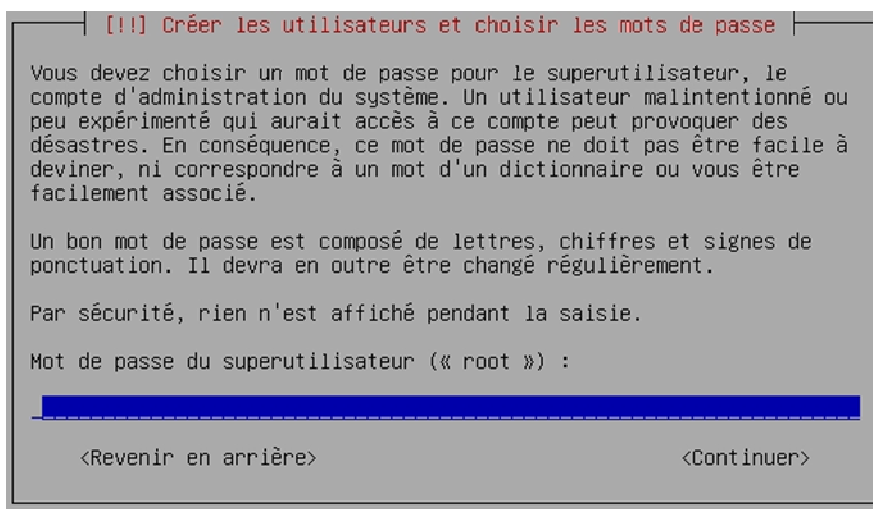 [!!] Créer les utilisateurs et choisir les mots de passe
Vous devez choisir un mot de passe pour le superutilisateur, le
compte d'administration du système. Un utilisateur malintentionné ou
peu expérimenté qui aurait accès à ce compte peut provoquer des
désastres. En conséquence, ce mot de passe ne doit pas être facile à
deviner, ni correspondre à un mot d'un dictionnaire ou vous être
facilement associé.
Un bon mot de passe est composé de lettres, chiffres et signes de
ponctuation. Il devra en outre être changé régulièrement.
Par sécurité, rien n'est affiché pendant la saisie.
Mot de passe du superutilisateur (« root ») :
<Revenir en arrière> <Continuer>